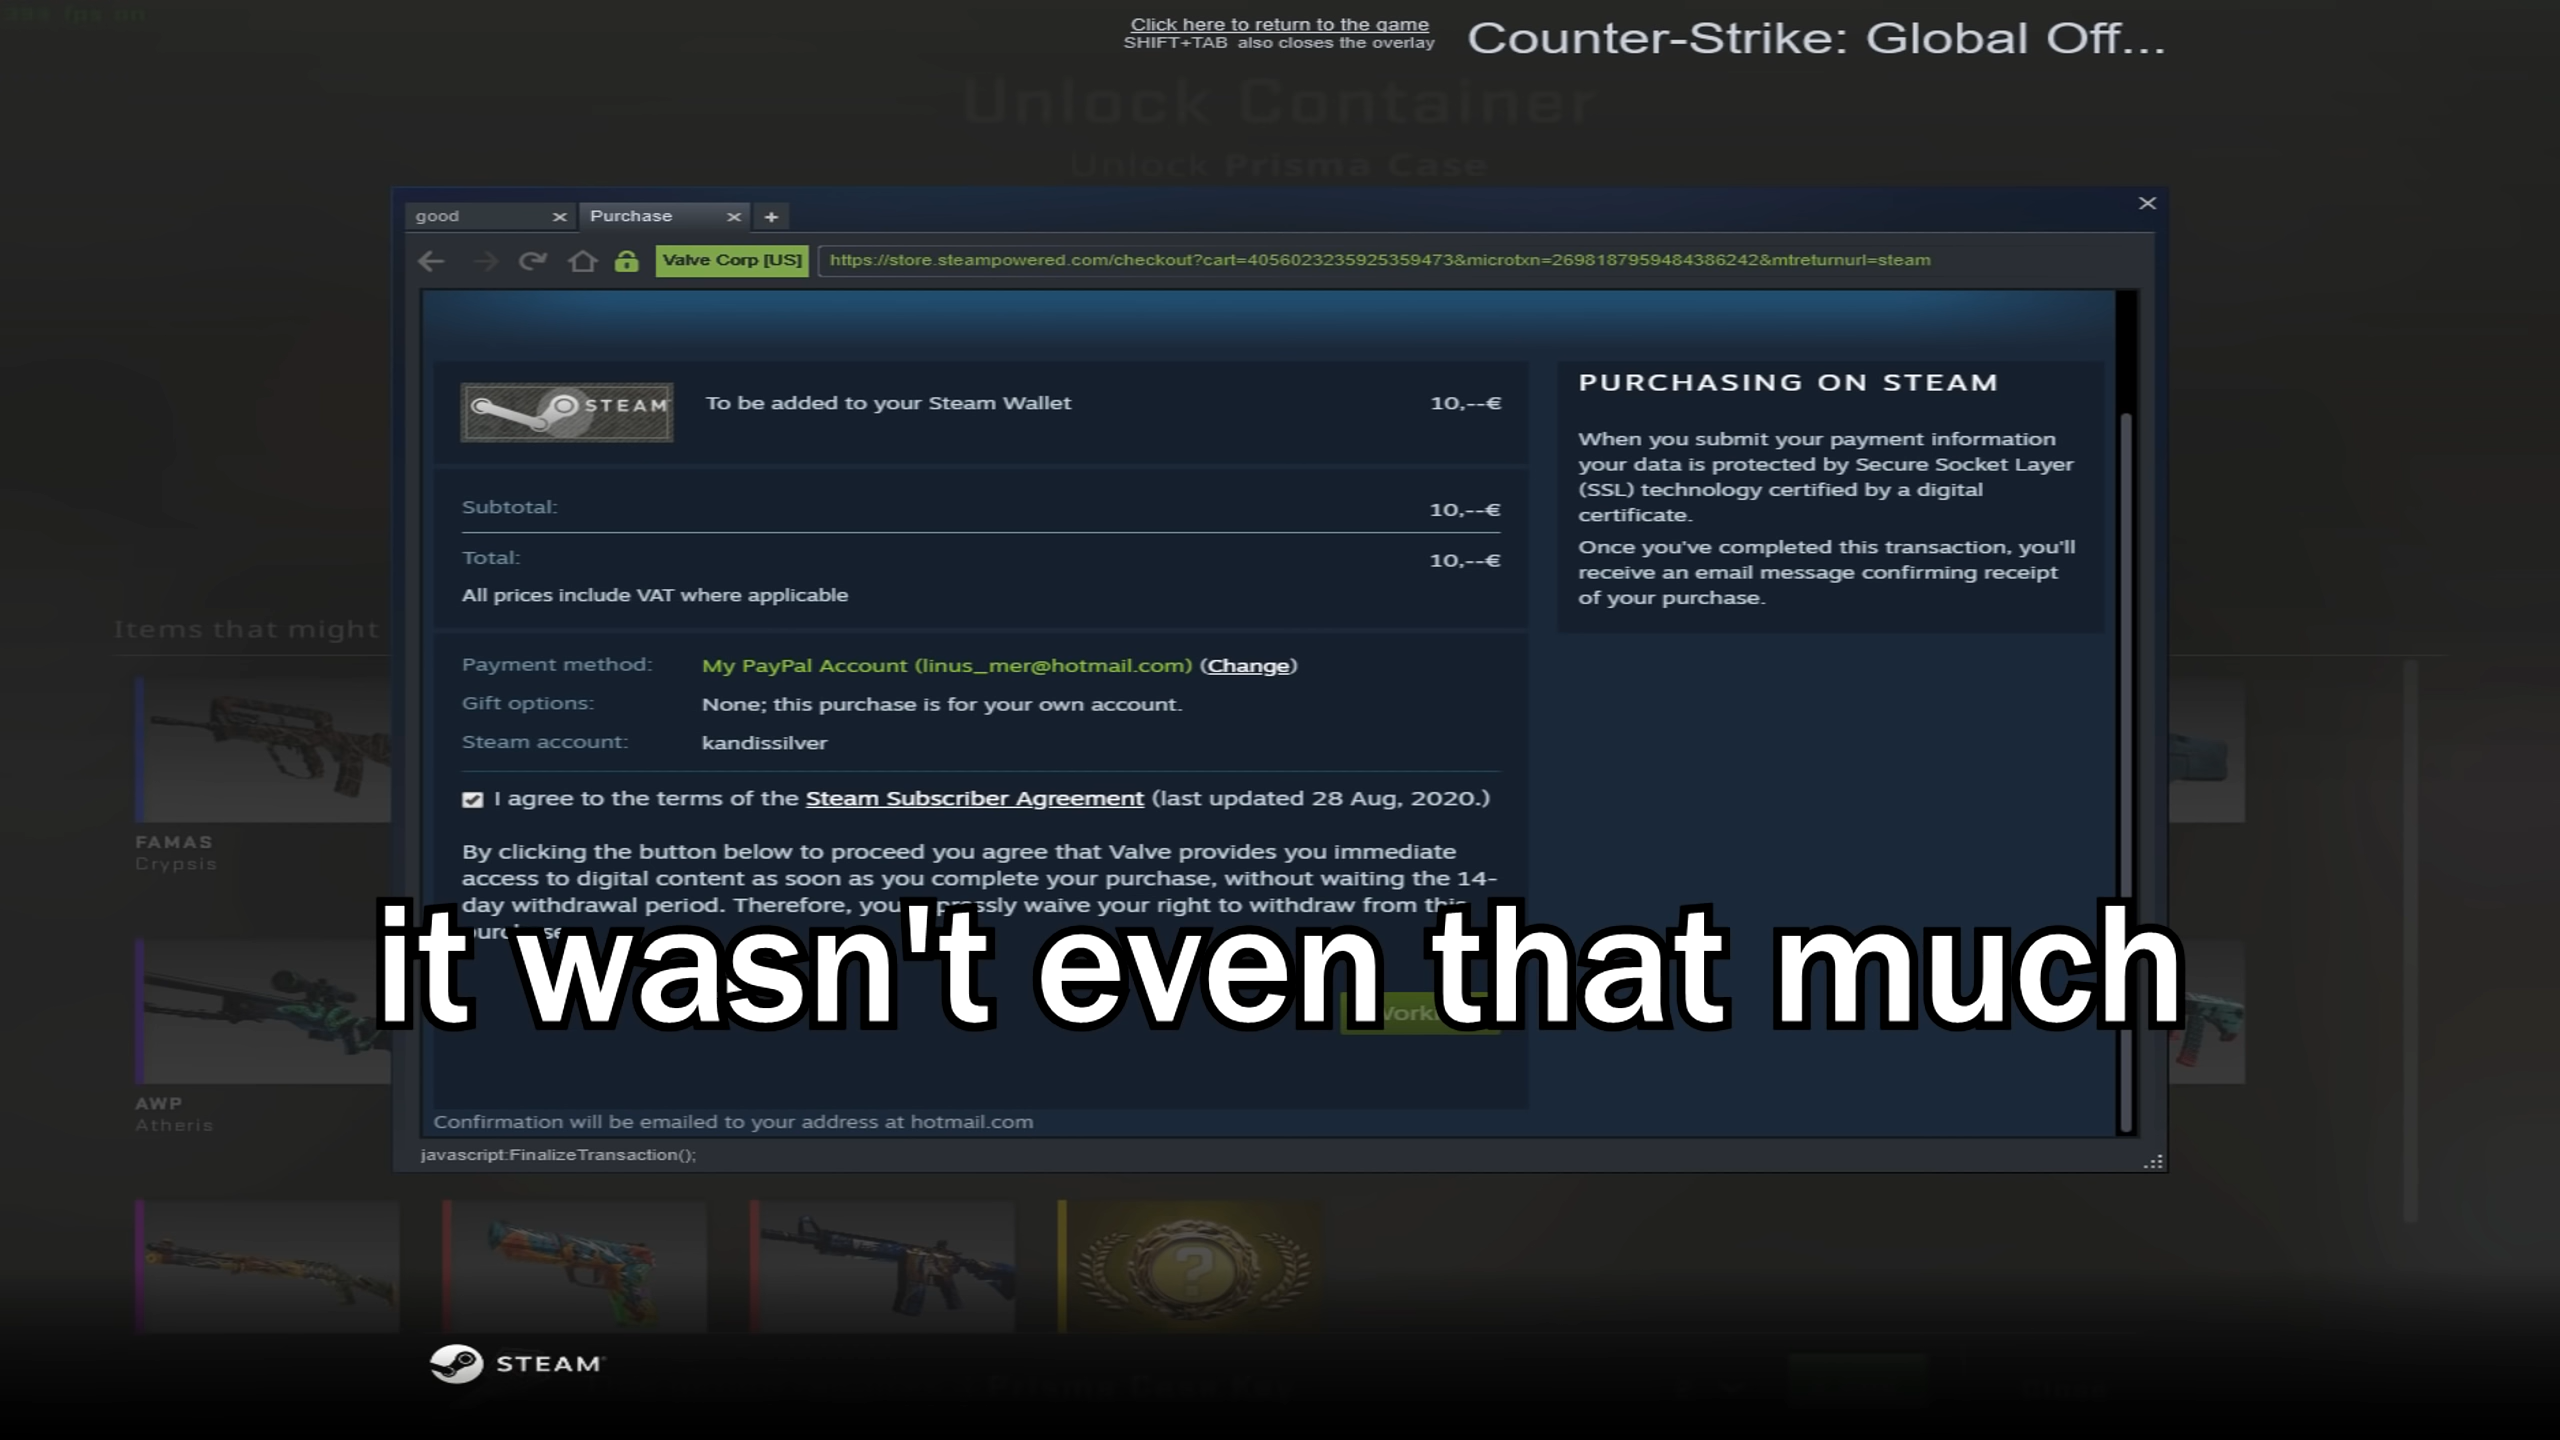 Click here to return to the game
SHIFT+TAB also closes the overlay
Counter-Strike: Global Off...
Unlock Container
Unlock Prisma Case
good
Purchase
Valve Corp [US]
https://store.steampowered.com/checkout?cart=4056023235925359473&microtxn=2698187959484386242&mtreturnurl=steam
STEAM
To be added to your Steam Wallet
10,--€
Subtotal:
10,--€
Total:
10,--€
All prices include VAT where applicable
Payment method:
My PayPal Account (linus_mer@hotmail.com) (Change)
Gift options:
None; this purchase is for your own account.
Steam account:
kandissilver
I agree to the terms of the Steam Subscriber Agreement (last updated 28 Aug, 2020.)
By clicking the button below to proceed you agree that Valve provides you immediate
access to digital content as soon as you complete your purchase, without waiting the 14-
day withdrawal period. Therefore, you waive your right to withdraw from this
it wasn't even that much
Confirmation will be emailed to your address at hotmail.com
javascript:FinalizeTransaction();
PURCHASING ON STEAM
When you submit your payment information
your data is protected by Secure Socket Layer
(SSL) technology certified by a digital
certificate.
Once you've completed this transaction, you'll
receive an email message confirming receipt
of your purchase.
Items that might
FAMAS
Crypsis
AWP
Atheris
STEAM